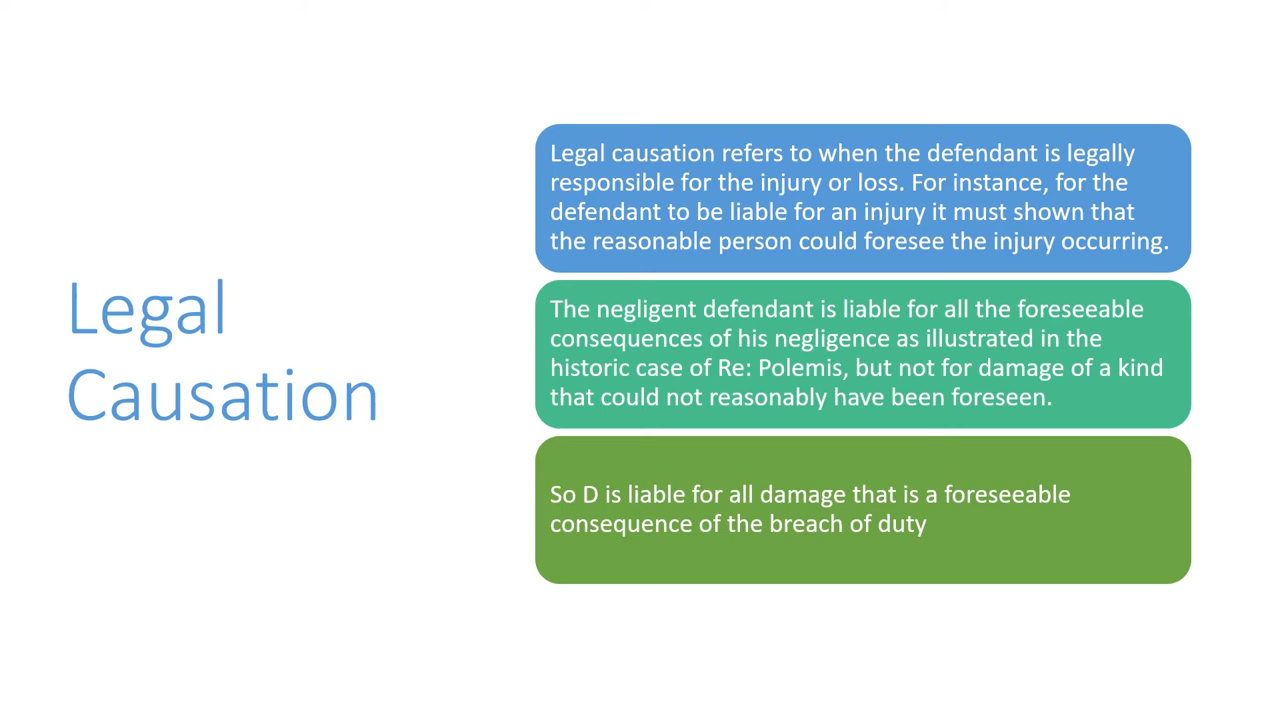 Legal
Causation
Legal causation refers to when the defendant is legally
responsible for the injury or loss. For instance, for the
defendant to be liable for an injury it must shown that
the reasonable person could foresee the injury occurring.
The negligent defendant is liable for all the foreseeable
consequences of his negligence as illustrated in the
historic case of Re: Polemis, but not for damage of a kind
that could not reasonably have been foreseen.
So D is liable for all damage that is a foreseeable
consequence of the breach of duty